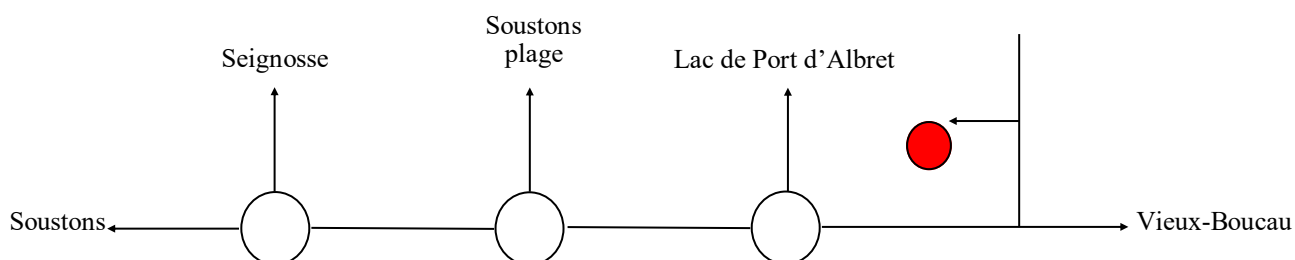 Soustons
plage
Seignosse
Lac de Port d’Albret
Soustons
Vieux-Boucau